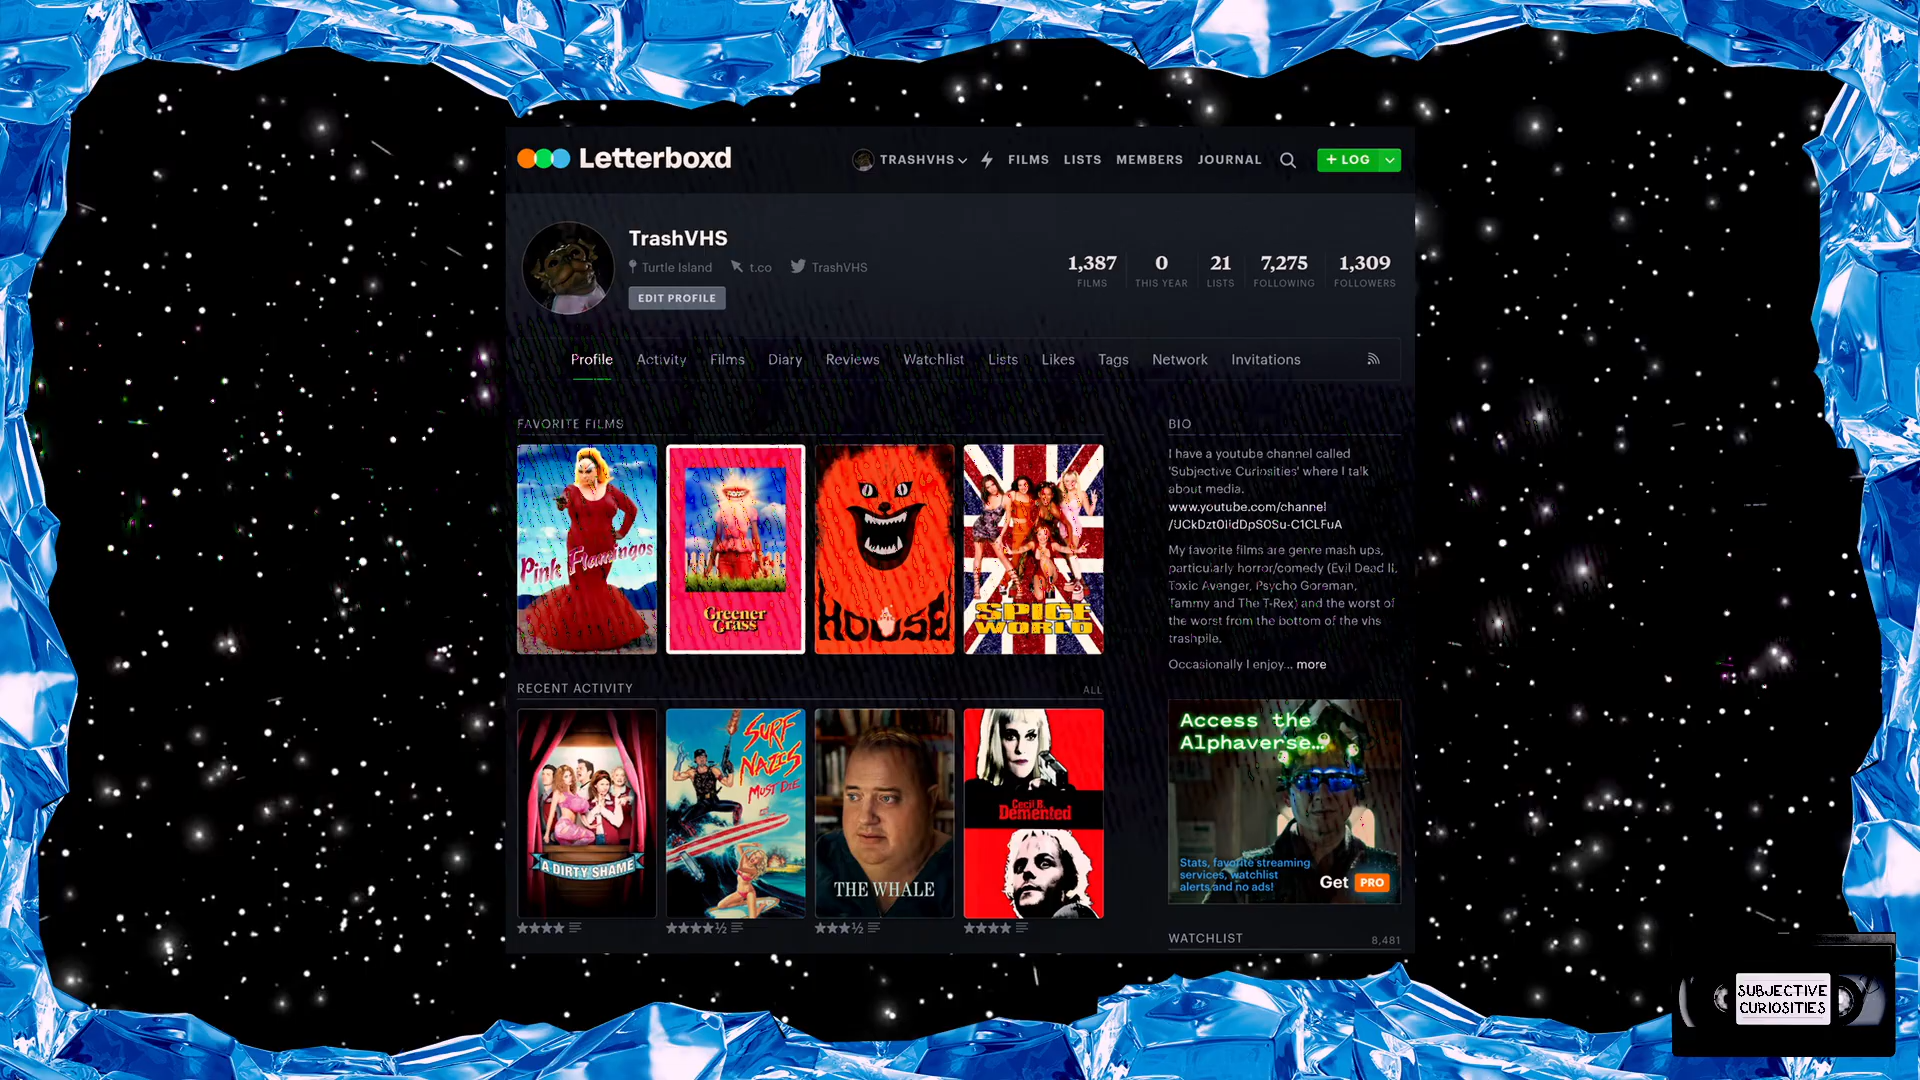 Letterboxd
TRASHVHS FILMS LISTS MEMBERS JOURNAL + LOG
TrashVHS
Turtle Island t.co TrashVHS
EDIT PROFILE
1,387 0 21 7,275 1,309
FILMS THIS YEAR LISTS FOLLOWING FOLLOWERS
Profile Activity Films Diary Reviews Watchlist Lists Likes Tags Network Invitations
FAVORITE FILMS
Pink Flamingos
Greener
Grass
HOUSE
SPICE
WORLD
RECENT ACTIVITY ALL
A DIRTY SHAME
SURF
NAZIS
MUST DIE
THE WHALE
Cecil B.
Demented
★★★★
★★★★½
★★★½
★★★★
BIO
I have a youtube channel called
'Subjective Curiosities' where I talk
about media.
www.youtube.com/channel
My favorite films are genre mash ups,
particularly horror/comedy (Evil Dead II,
Toxic Avenger, Psycho Goreman,
Tammy and The T-Rex) and the worst of
the worst from the bottom of the vhs
trashpile.
Occasionally I enjoy... more
Access the
Alphaverse...
Stats, favorite streaming
services, watchlist
alerts and no ads!
Get PRO
WATCHLIST 8,481
SUBJECTIVE
CURIOSITIES